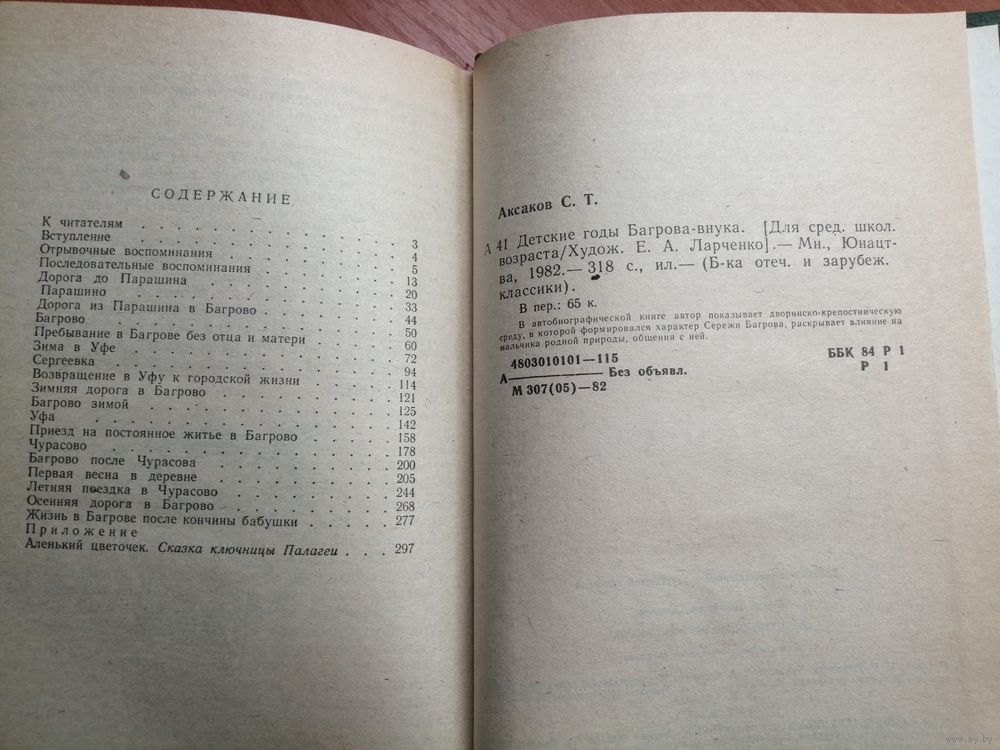 СОДЕРЖАНИЕ
К читателям . . . . . . . . . . . . 3
Вступление . . . . . . . . . . . . 4
Отрывочные воспоминания . . . . . . . . 5
Последовательные воспоминания . . . . . . 13
Дорога до Парашина . . . . . . . . . 20
Парашино . . . . . . . . . . . . 33
Дорога из Парашина в Багрово . . . . . . 44
Багрово . . . . . . . . . . . . . 50
Пребывание в Багрове без отца и матери . . . 60
Зима в Уфе . . . . . . . . . . . . 72
Сергеевка . . . . . . . . . . . . 94
Возвращение в Уфу к городской жизни . . . . 114
Зимняя дорога в Багрово . . . . . . . . 121
Багрово зимой . . . . . . . . . . . 125
Уфа . . . . . . . . . . . . . . 142
Приезд на постоянное житье в Багрово . . . . 158
Чурасово . . . . . . . . . . . . . 178
Багрово после Чурасова . . . . . . . . 200
Первая весна в деревне . . . . . . . . 205
Летняя поездка в Чурасово . . . . . . . 244
Осенняя дорога в Багрово . . . . . . . 268
Жизнь в Багрове после кончины бабушки . . . . 277
Приложение
Аленький цветочек. Сказка ключницы Палагеи . . . 297
Аксаков С. Т.
А 41 Детские годы Багрова-внука. [Для сред. школ.
возраста/Худож. Е. А. Ларченко].— Мн., Юнацт-
ва, 1982.— 318 с., ил.— (Б-ка отеч. и зарубеж.
классики).
В пер.: 65 к.
В автобиографической книге автор показывает дворянско-крепостническую
среду, в которой формировался характер Сережи Багрова, раскрывает влияние на
мальчика родной природы, общения с ней.
4803010101—115 ББК 84 Р 1
А———— Без объявл. Р 1
М 307(05)—82
www.ay.by